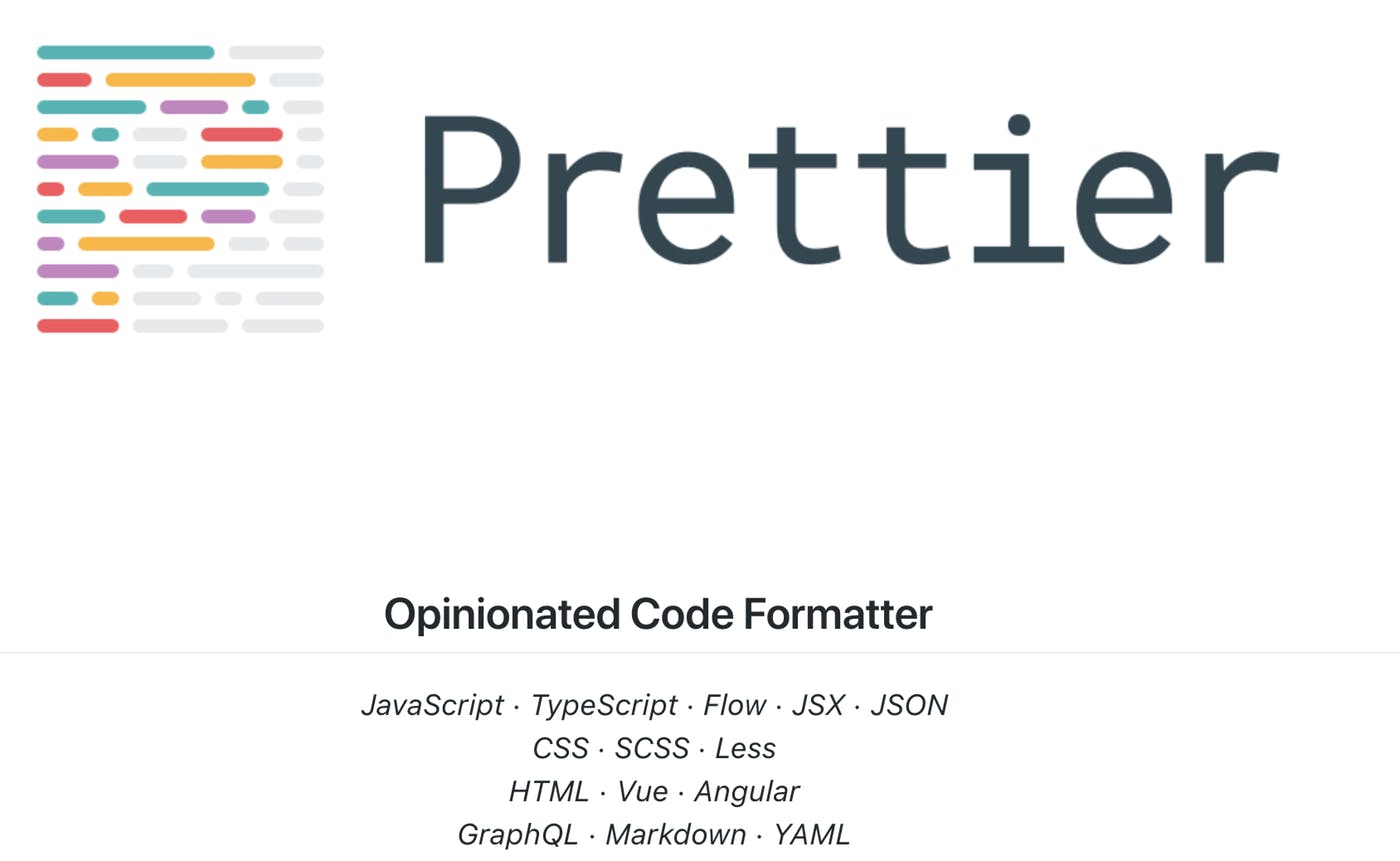 Prettier
Opinionated Code Formatter
JavaScript · TypeScript · Flow · JSX · JSON
CSS · SCSS · Less
HTML · Vue · Angular
GraphQL · Markdown · YAML